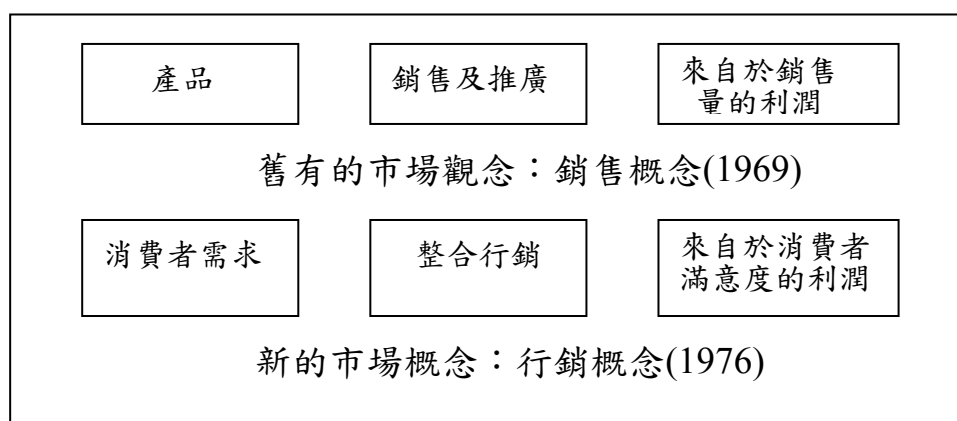 產品
銷售及推廣
來自於銷售
量的利潤
舊有的市場觀念：銷售概念(1969)
消費者需求
整合行銷
來自於消費者
滿意度的利潤
新的市場概念：行銷概念(1976)